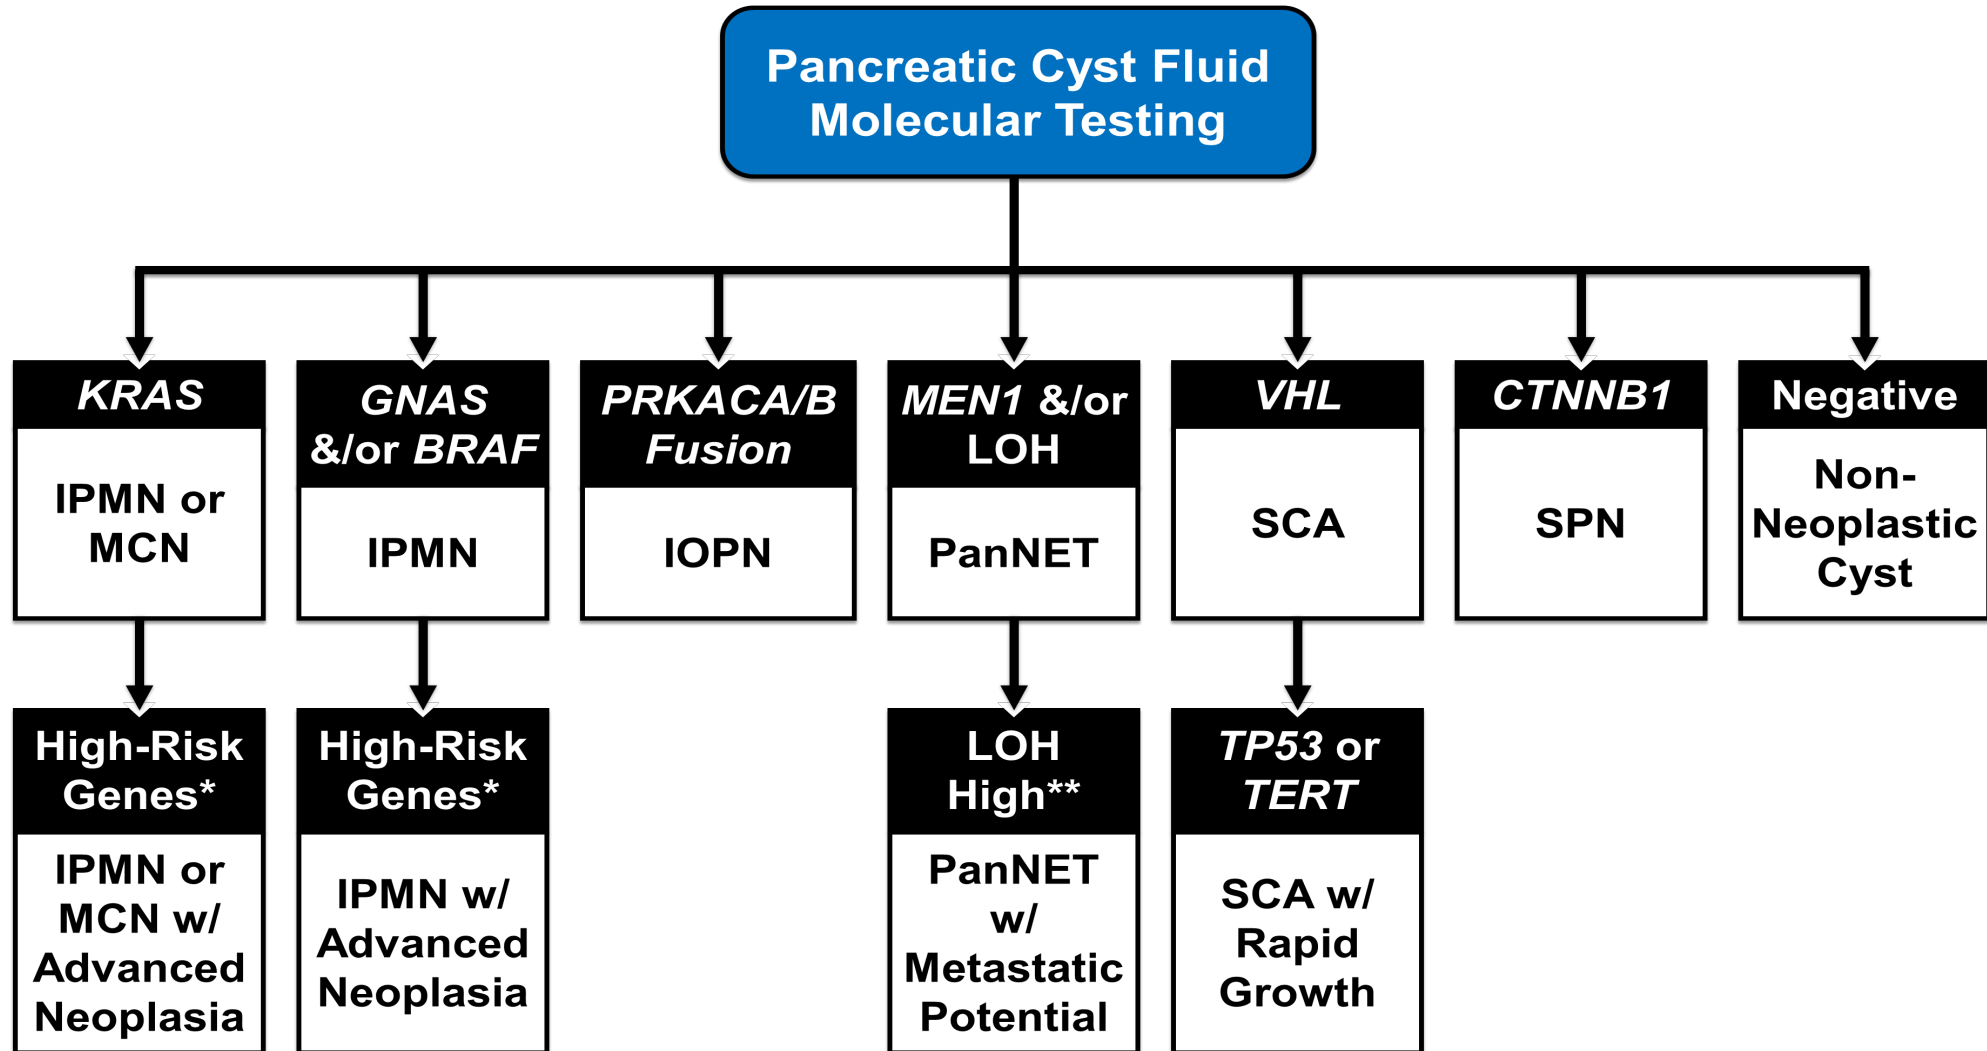 Pancreatic Cyst Fluid
Molecular Testing
KRAS
IPMN or
MCN
GNAS
&/or BRAF
IPMN
PRKACA/B
Fusion
IOPN
MEN1 &/or
LOH
PanNET
VHL
SCA
CTNNB1
SPN
Negative
Non-
Neoplastic
Cyst
High-Risk
Genes*
IPMN or
MCN w/
Advanced
Neoplasia
High-Risk
Genes*
IPMN w/
Advanced
Neoplasia
LOH
High**
PanNET
w/
Metastatic
Potential
TP53 or
TERT
SCA w/
Rapid
Growth